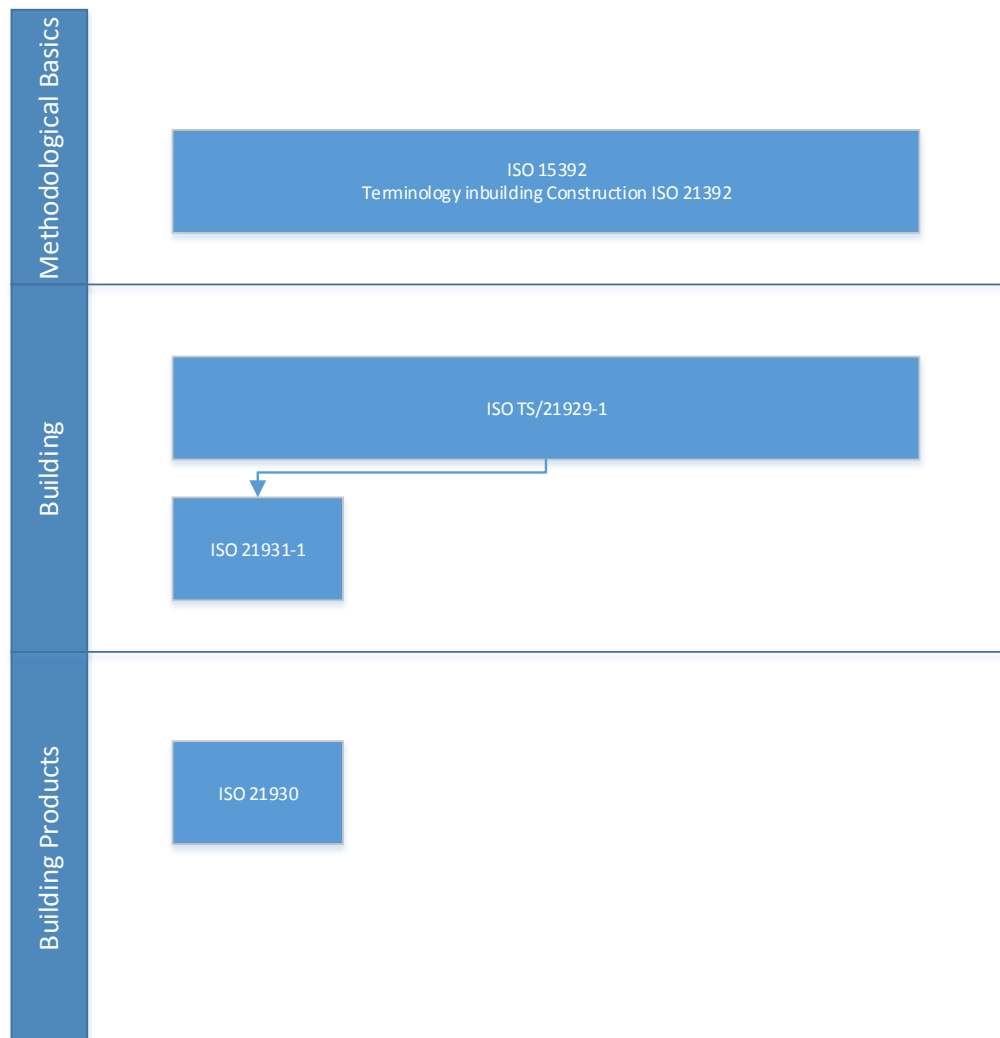 Methodological Basics
ISO 15392
Terminology inbuilding Construction ISO 21392
Building
ISO TS/21929-1
ISO 21931-1
Building Products
ISO 21930